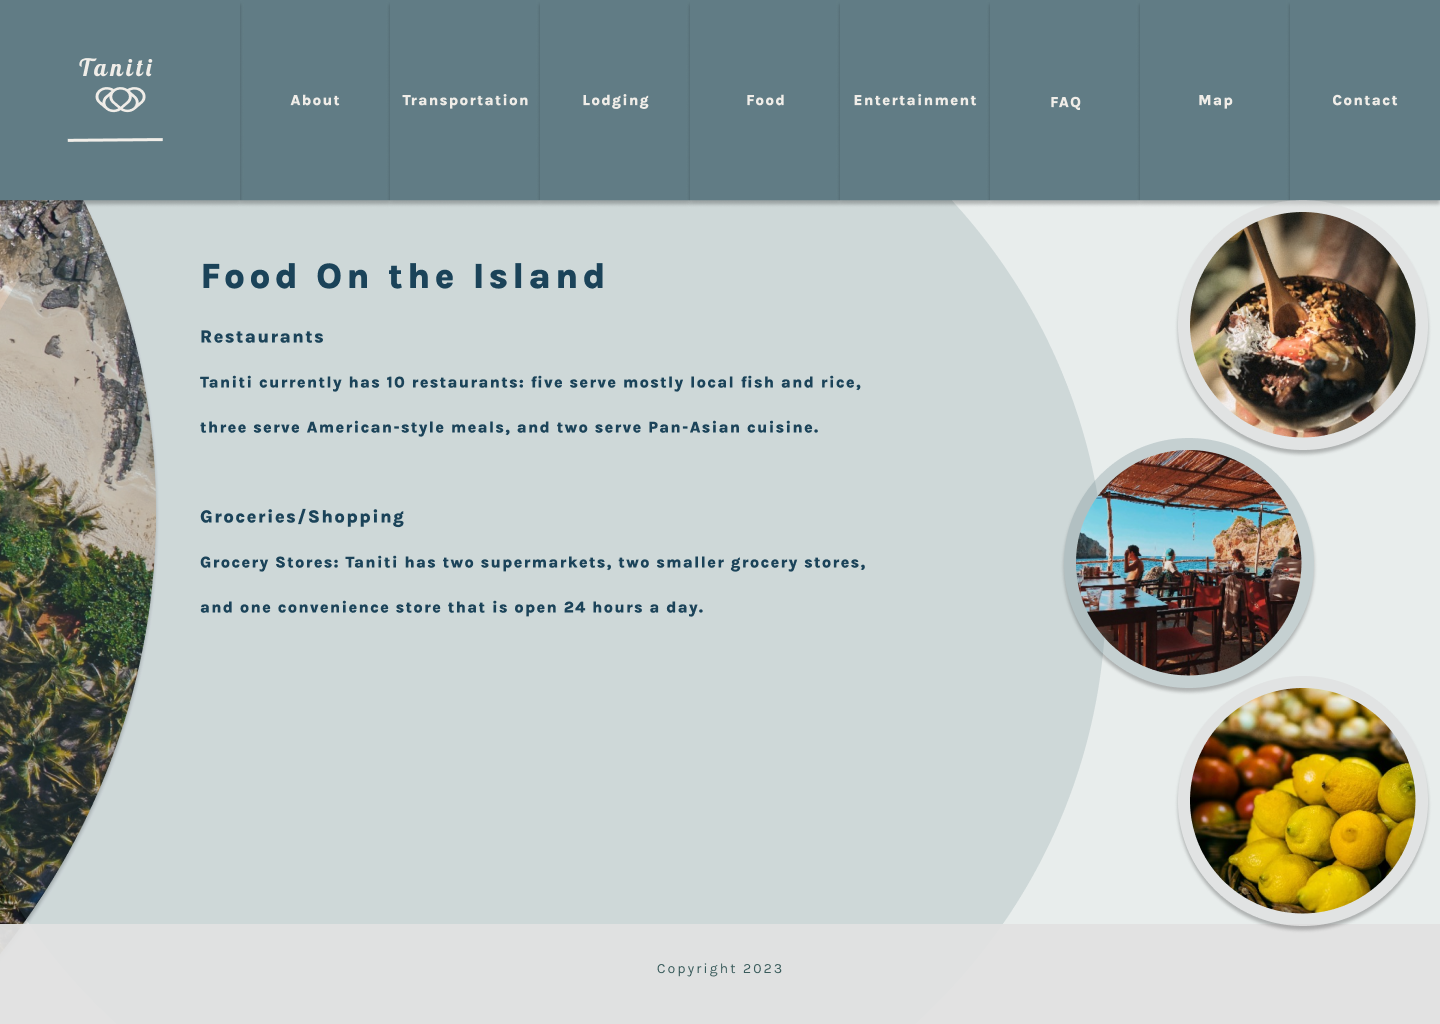 Taniti
About
Transportation
Lodging
Food
Entertainment
FAQ
Map
Contact
Food On the Island
Restaurants
Taniti currently has 10 restaurants: five serve mostly local fish and rice,
three serve American-style meals, and two serve Pan-Asian cuisine.
Groceries/Shopping
Grocery Stores: Taniti has two supermarkets, two smaller grocery stores,
and one convenience store that is open 24 hours a day.
Copyright 2023